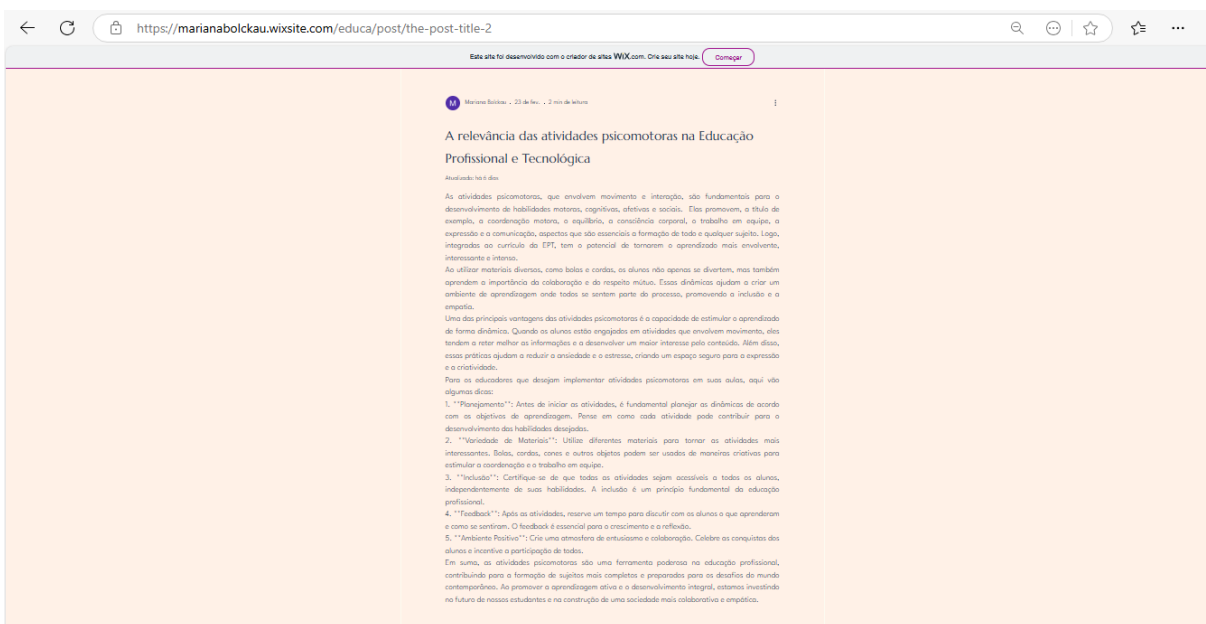 https://marianabolckau.wixsite.com/educa/post/the-post-title-2
Este site foi desenvolvido com o criador de sites WiX.com. Crie seu site hoje. Começar
M Mariana Bolckau . 23 de fev. . 2 min de leitura
A relevância das atividades psicomotoras na Educação
Profissional e Tecnológica
Atualizado: há 6 dias
As atividades psicomotoras, que envolvem movimento e interação, são fundamentais para o
desenvolvimento de habilidades motoras, cognitivas, afetivas e sociais. Elas promovem, a título de
exemplo, a coordenação motora, o equilíbrio, a consciência corporal, o trabalho em equipe, a
expressão e a comunicação, aspectos que são essenciais a formação de todo e qualquer sujeito. Logo,
integradas ao currículo da EPT, tem o potencial de tornarem o aprendizado mais envolvente,
interessante e intenso.
Ao utilizar materiais diversos, como bolas e cordas, os alunos não apenas se divertem, mas também
aprendem a importância da colaboração e do respeito mútuo. Essas dinâmicas ajudam a criar um
ambiente de aprendizagem onde todos se sentem parte do processo, promovendo a inclusão e a
empatia.
Uma das principais vantagens das atividades psicomotoras é a capacidade de estimular o aprendizado
de forma dinâmica. Quando os alunos estão engajados em atividades que envolvem movimento, eles
tendem a reter melhor as informações e a desenvolver um maior interesse pelo conteúdo. Além disso,
essas práticas ajudam a reduzir a ansiedade e o estresse, criando um espaço seguro para a expressão
e a criatividade.
Para os educadores que desejam implementar atividades psicomotoras em suas aulas, aqui vão
algumas dicas:
1. **Planejamento**: Antes de iniciar as atividades, é fundamental planejar as dinâmicas de acordo
com os objetivos de aprendizagem. Pense em como cada atividade pode contribuir para o
desenvolvimento das habilidades desejadas.
2. **Variedade de Materiais**: Utilize diferentes materiais para tornar as atividades mais
interessantes. Bolas, cordas, cones e outros objetos podem ser usados de maneiras criativas para
estimular a coordenação e o trabalho em equipe.
3. **Inclusão**: Certifique-se de que todas as atividades sejam acessíveis a todos os alunos,
independentemente de suas habilidades. A inclusão é um princípio fundamental da educação
profissional.
4. **Feedback**: Após as atividades, reserve um tempo para discutir com os alunos o que aprenderam
e como se sentiram. O feedback é essencial para o crescimento e a reflexão.
5. **Ambiente Positivo**: Crie uma atmosfera de entusiasmo e colaboração. Celebre as conquistas dos
alunos e incentive a participação de todos.
Em suma, as atividades psicomotoras são uma ferramenta poderosa na educação profissional,
contribuindo para a formação de sujeitos mais completos e preparados para os desafios do mundo
contemporâneo. Ao promover a aprendizagem ativa e o desenvolvimento integral, estamos investindo
no futuro de nossos estudantes e na construção de uma sociedade mais colaborativa e empática.